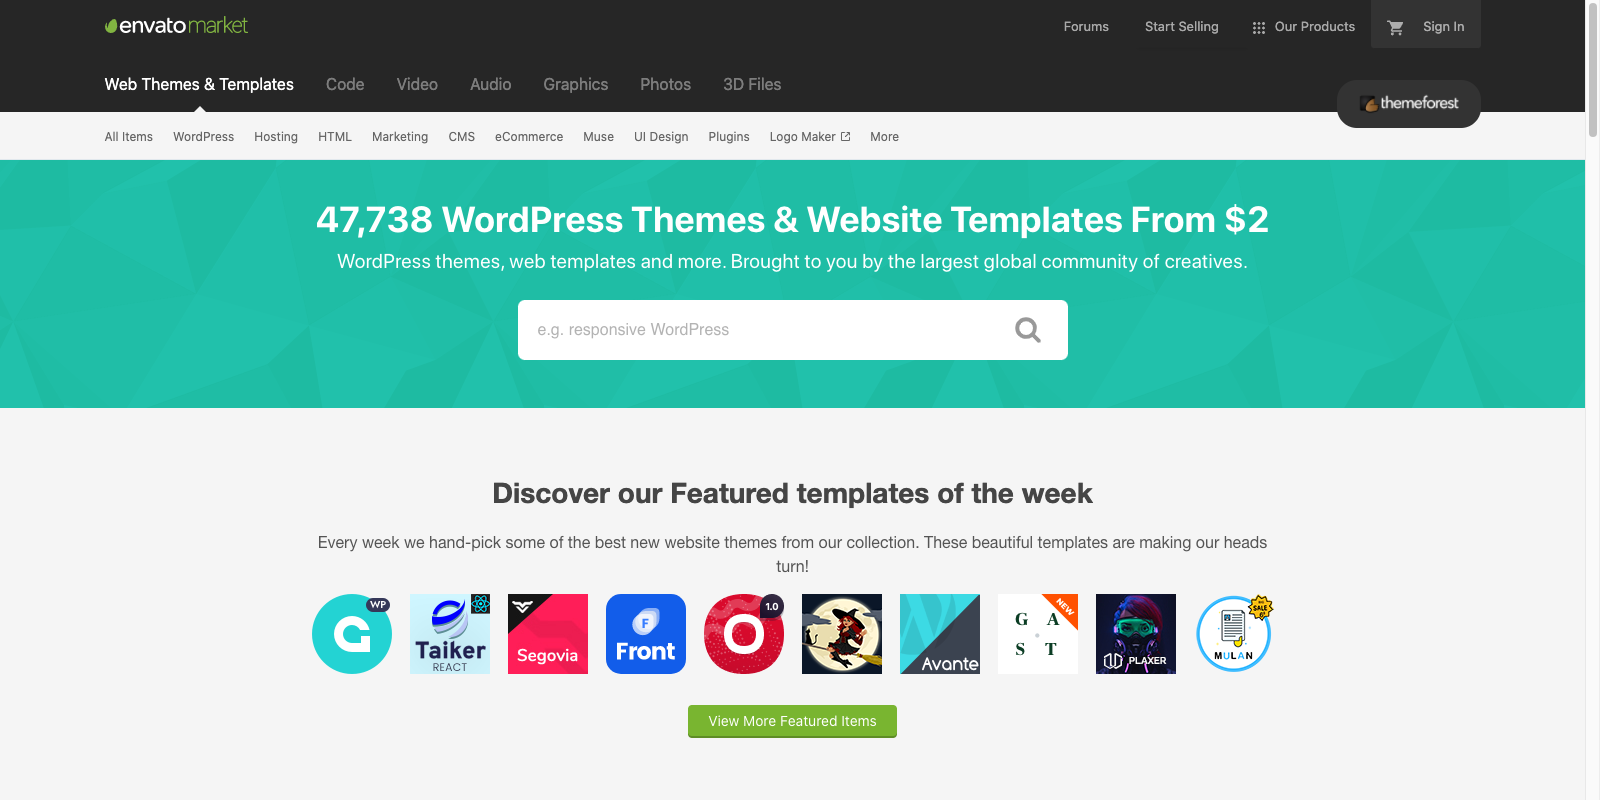 envato market
Forums Start Selling Our Products Sign In
Web Themes & Templates Code Video Audio Graphics Photos 3D Files
themeforest
All Items WordPress Hosting HTML Marketing CMS eCommerce Muse UI Design Plugins Logo Maker More
47,738 WordPress Themes & Website Templates From $2
WordPress themes, web templates and more. Brought to you by the largest global community of creatives.
e.g. responsive WordPress
Discover our Featured templates of the week
Every week we hand-pick some of the best new website themes from our collection. These beautiful templates are making our heads
turn!
G WP
Taiker
REACT
Segovia
F
Front
O 1.0
Avante
NEW
G A
S T
PLAXER
SALE
MULAN
View More Featured Items